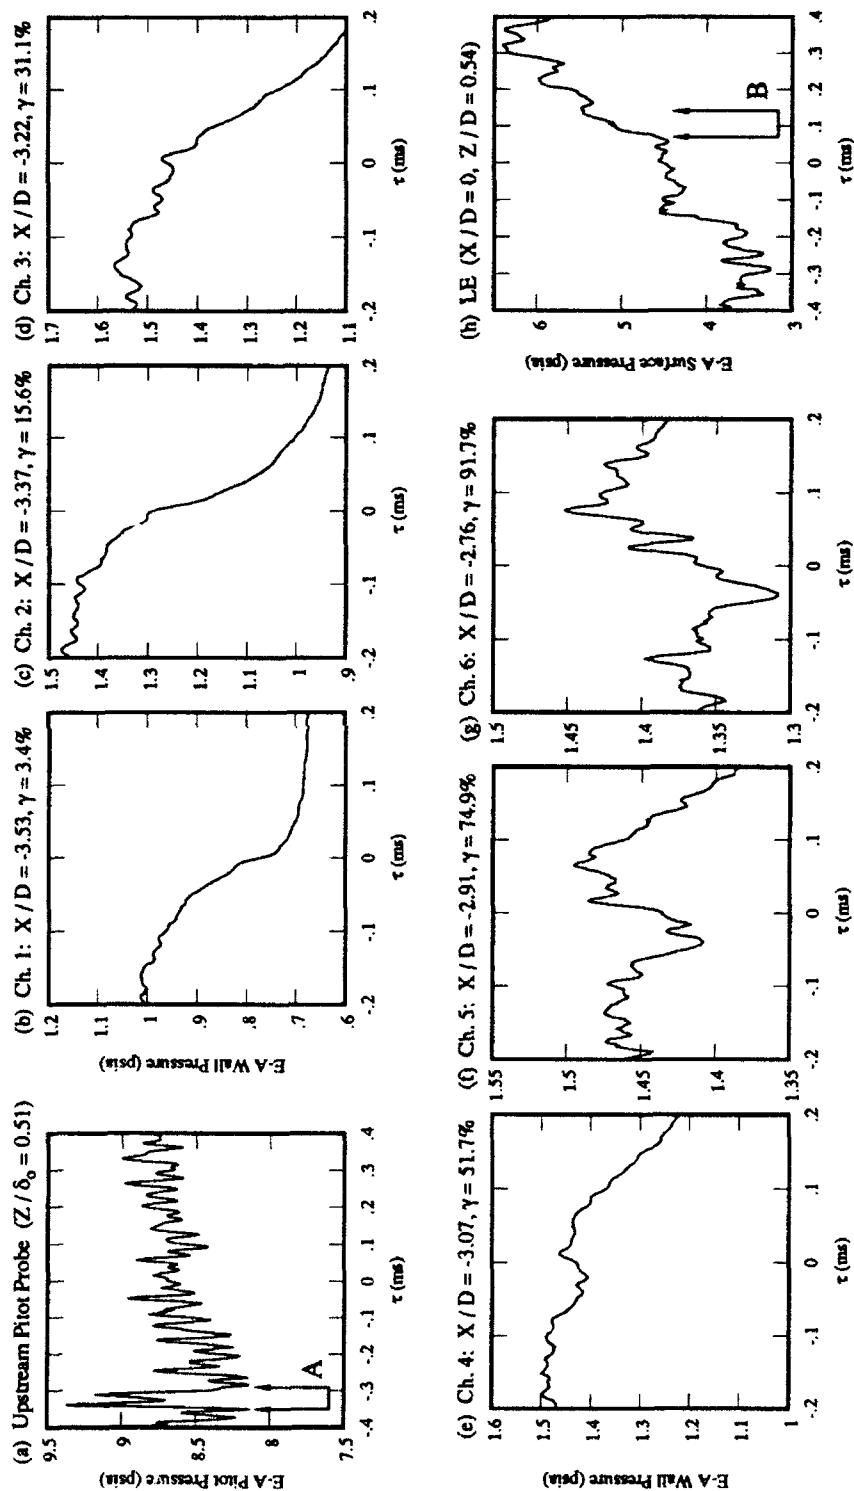 (a) Upstream Pitot Probe (Z / δ₀ = 0.51)
E-A Pitot Pressure (psia)
9.5
9
8.5
8
7.5
-.4 -.3 -.2 -.1 0 .1 .2 .3 .4
τ (ms)
A
(b) Ch. 1: X / D = -3.53, γ = 3.4%
E-A Wall Pressure (psia)
1.2
1.1
1
.9
.8
.7
.6
-.2 -.1 0 .1 .2
τ (ms)
(c) Ch. 2: X / D = -3.37, γ = 15.6%
1.5
1.4
1.3
1.2
1.1
1
.9
-.2 -.1 0 .1 .2
τ (ms)
(d) Ch. 3: X / D = -3.22, γ = 31.1%
1.7
1.6
1.5
1.4
1.3
1.2
1.1
-.2 -.1 0 .1 .2
τ (ms)
(e) Ch. 4: X / D = -3.07, γ = 51.7%
E-A Wall Pressure (psia)
1.6
1.5
1.4
1.3
1.2
1.1
1
-.2 -.1 0 .1 .2
τ (ms)
(f) Ch. 5: X / D = -2.91, γ = 74.9%
1.55
1.5
1.45
1.4
1.35
-.2 -.1 0 .1 .2
τ (ms)
(g) Ch. 6: X / D = -2.76, γ = 91.7%
1.5
1.45
1.4
1.35
1.3
-.2 -.1 0 .1 .2
τ (ms)
(h) LE (X / D = 0, Z / D = 0.54)
E-A Surface Pressure (psia)
6
5
4
3
-.4 -.3 -.2 -.1 0 0.1 .2 .3 .4
τ (ms)
B